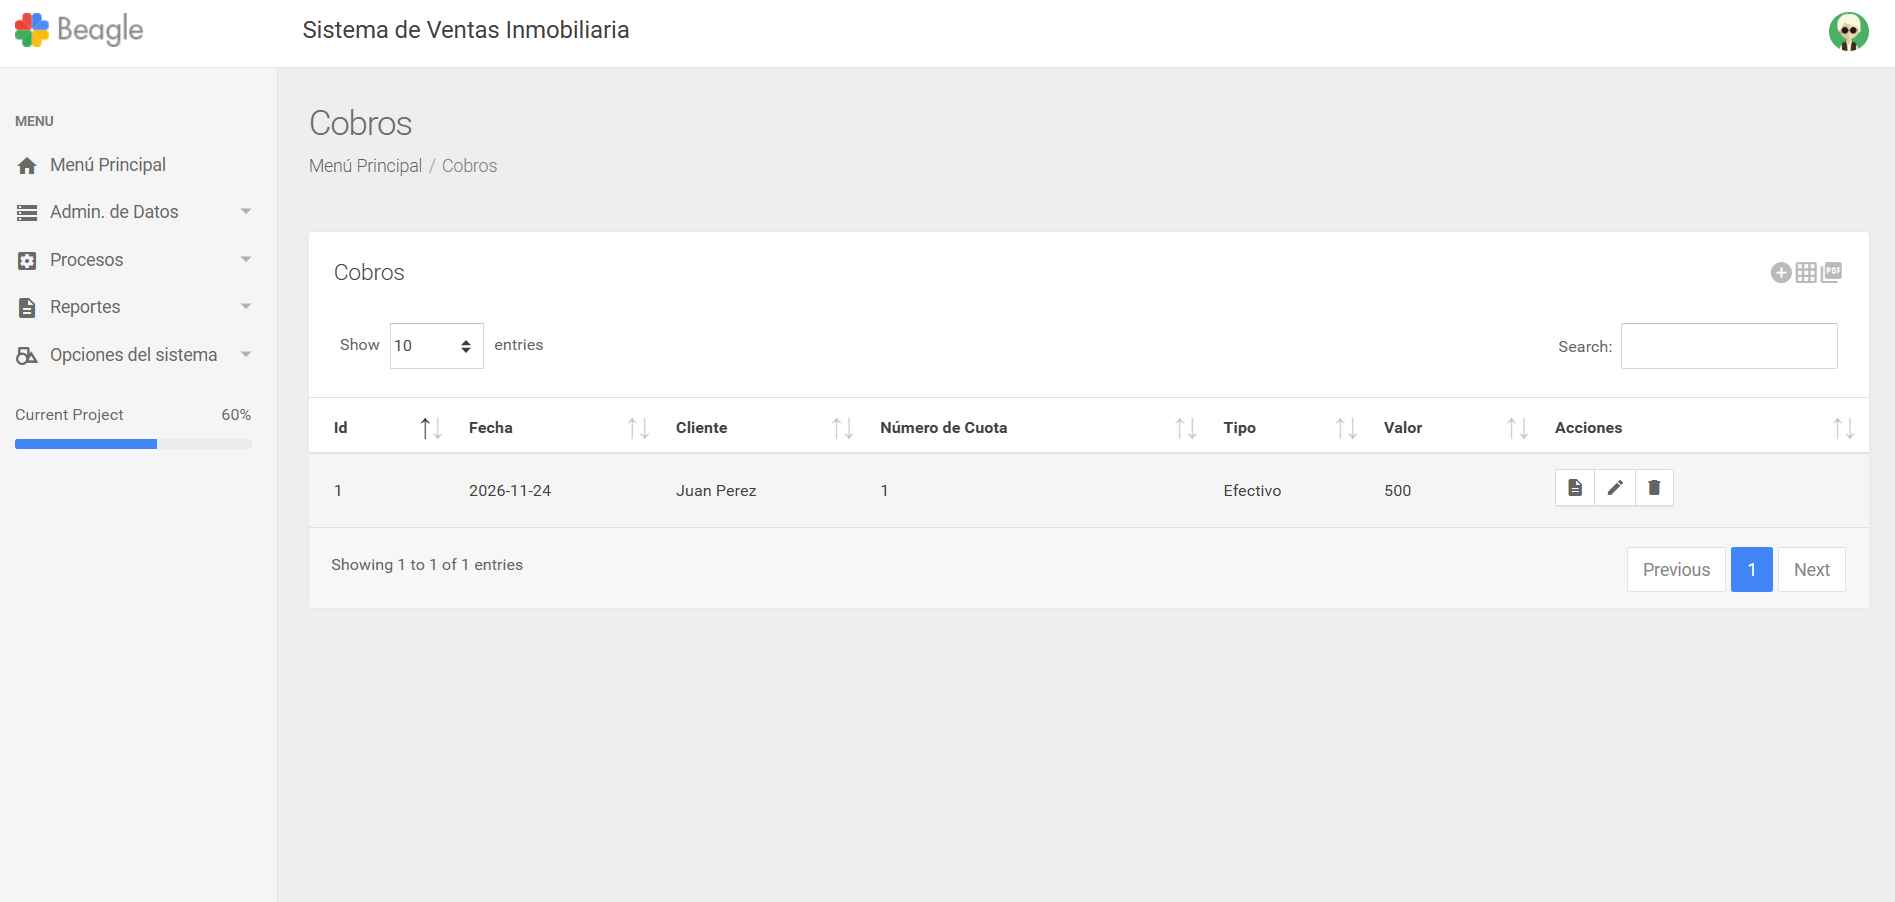 Beagle
Sistema de Ventas Inmobiliaria
MENU
Menú Principal
Admin. de Datos
Procesos
Reportes
Opciones del sistema
Current Project 60%
Cobros
Menú Principal / Cobros
Cobros
PDF
Show 10 entries
Search:
Id Fecha Cliente Número de Cuota Tipo Valor Acciones
1 2026-11-24 Juan Perez 1 Efectivo 500
Showing 1 to 1 of 1 entries
Previous 1 Next